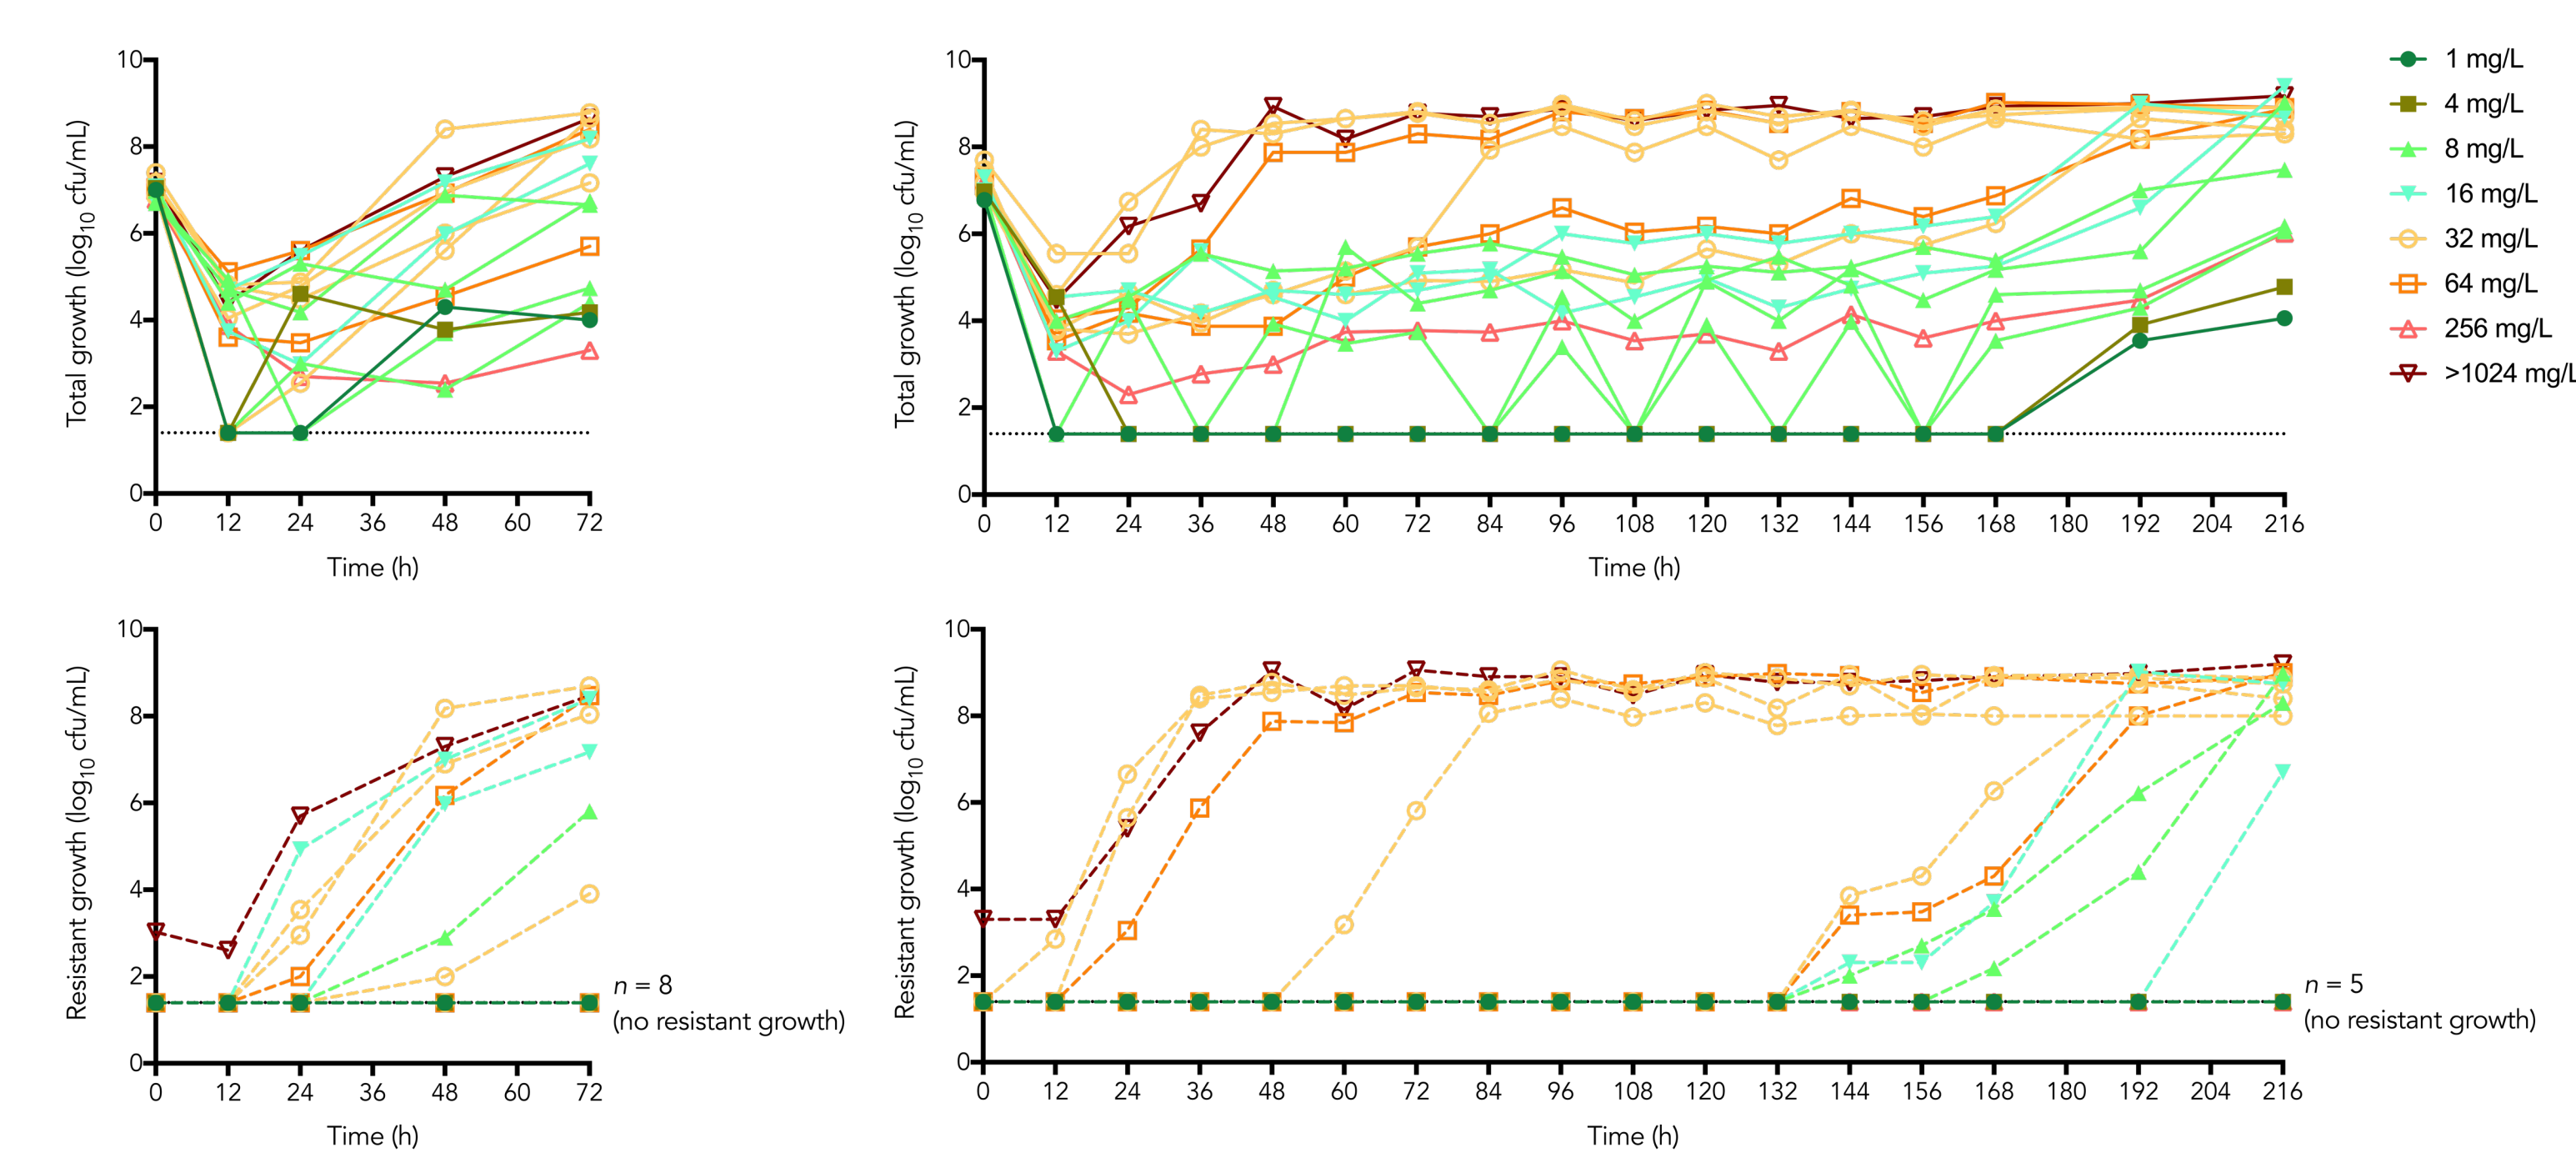 Total growth (log10 cfu/mL)
10
8
6
4
2
0
0 12 24 36 48 60 72
Time (h)
Total growth (log10 cfu/mL)
10
8
6
4
2
0
0 12 24 36 48 60 72 84 96 108 120 132 144 156 168 180 192 204 216
Time (h)
1 mg/L
4 mg/L
8 mg/L
16 mg/L
32 mg/L
64 mg/L
256 mg/L
>1024 mg/L
Resistant growth (log10 cfu/mL)
10
8
6
4
2
0
0 12 24 36 48 60 72
Time (h)
n = 8
(no resistant growth)
Resistant growth (log10 cfu/mL)
10
8
6
4
2
0
0 12 24 36 48 60 72 84 96 108 120 132 144 156 168 180 192 204 216
Time (h)
n = 5
(no resistant growth)